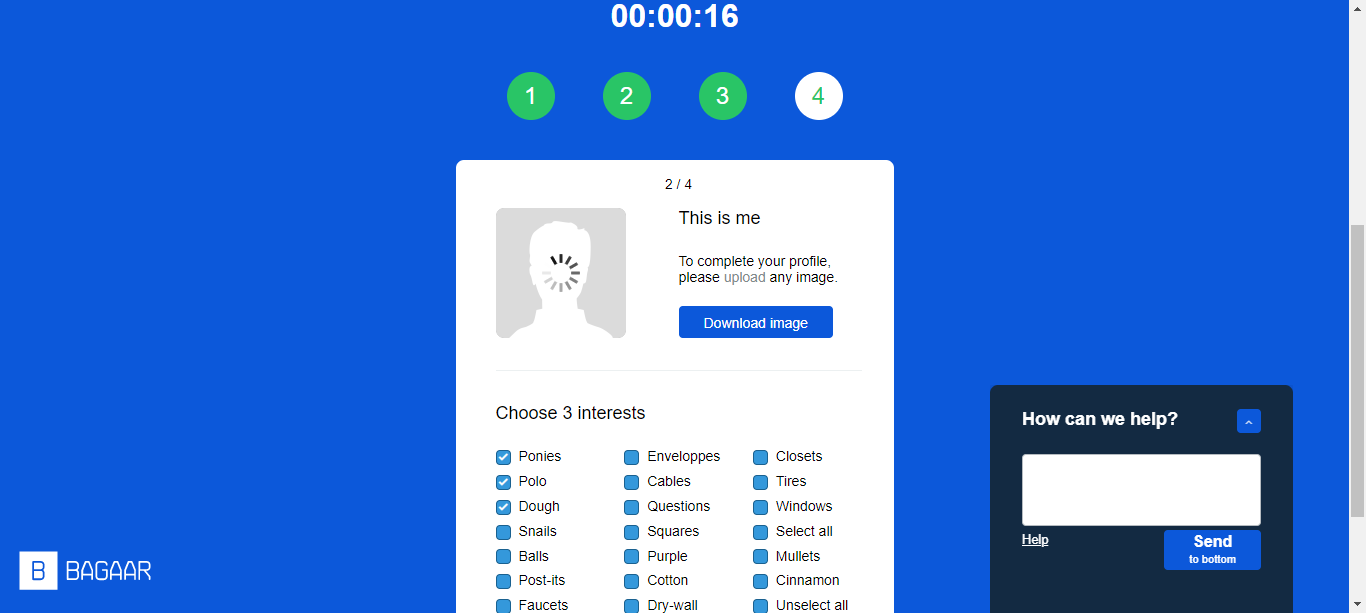 00:00:16
1 2 3 4
2 / 4
This is me
To complete your profile,
please upload any image.
Download image
Choose 3 interests
Ponies Enveloppes Closets
Polo Cables Tires
Dough Questions Windows
Snails Squares Select all
Balls Purple Mullets
Post-its Cotton Cinnamon
Faucets Dry-wall Unselect all
How can we help?
Help
Send
to bottom
B BAGAAR